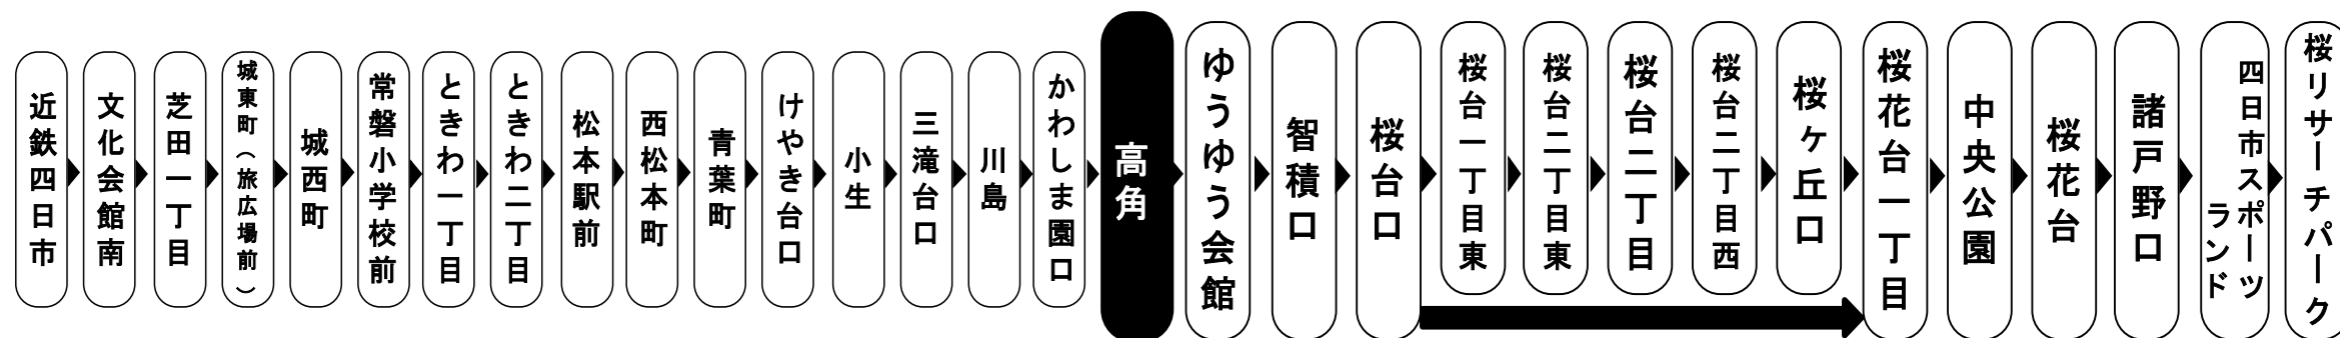 近鉄四日市
文化会館南
芝田一丁目
城東町（旅広場前）
城西町
常磐小学校前
ときわ一丁目
ときわ二丁目
松本駅前
西松本町
青葉町
けやき台口
小生
三滝台口
川島
かわしま園口
高角
ゆうゆう会館
智積口
桜台口
桜台一丁目東
桜台二丁目東
桜台二丁目
桜台二丁目西
桜ヶ丘口
桜花台一丁目
中央公園
桜花台
諸戸野口
四日市スポーツ
ランド
桜リサーチパーク